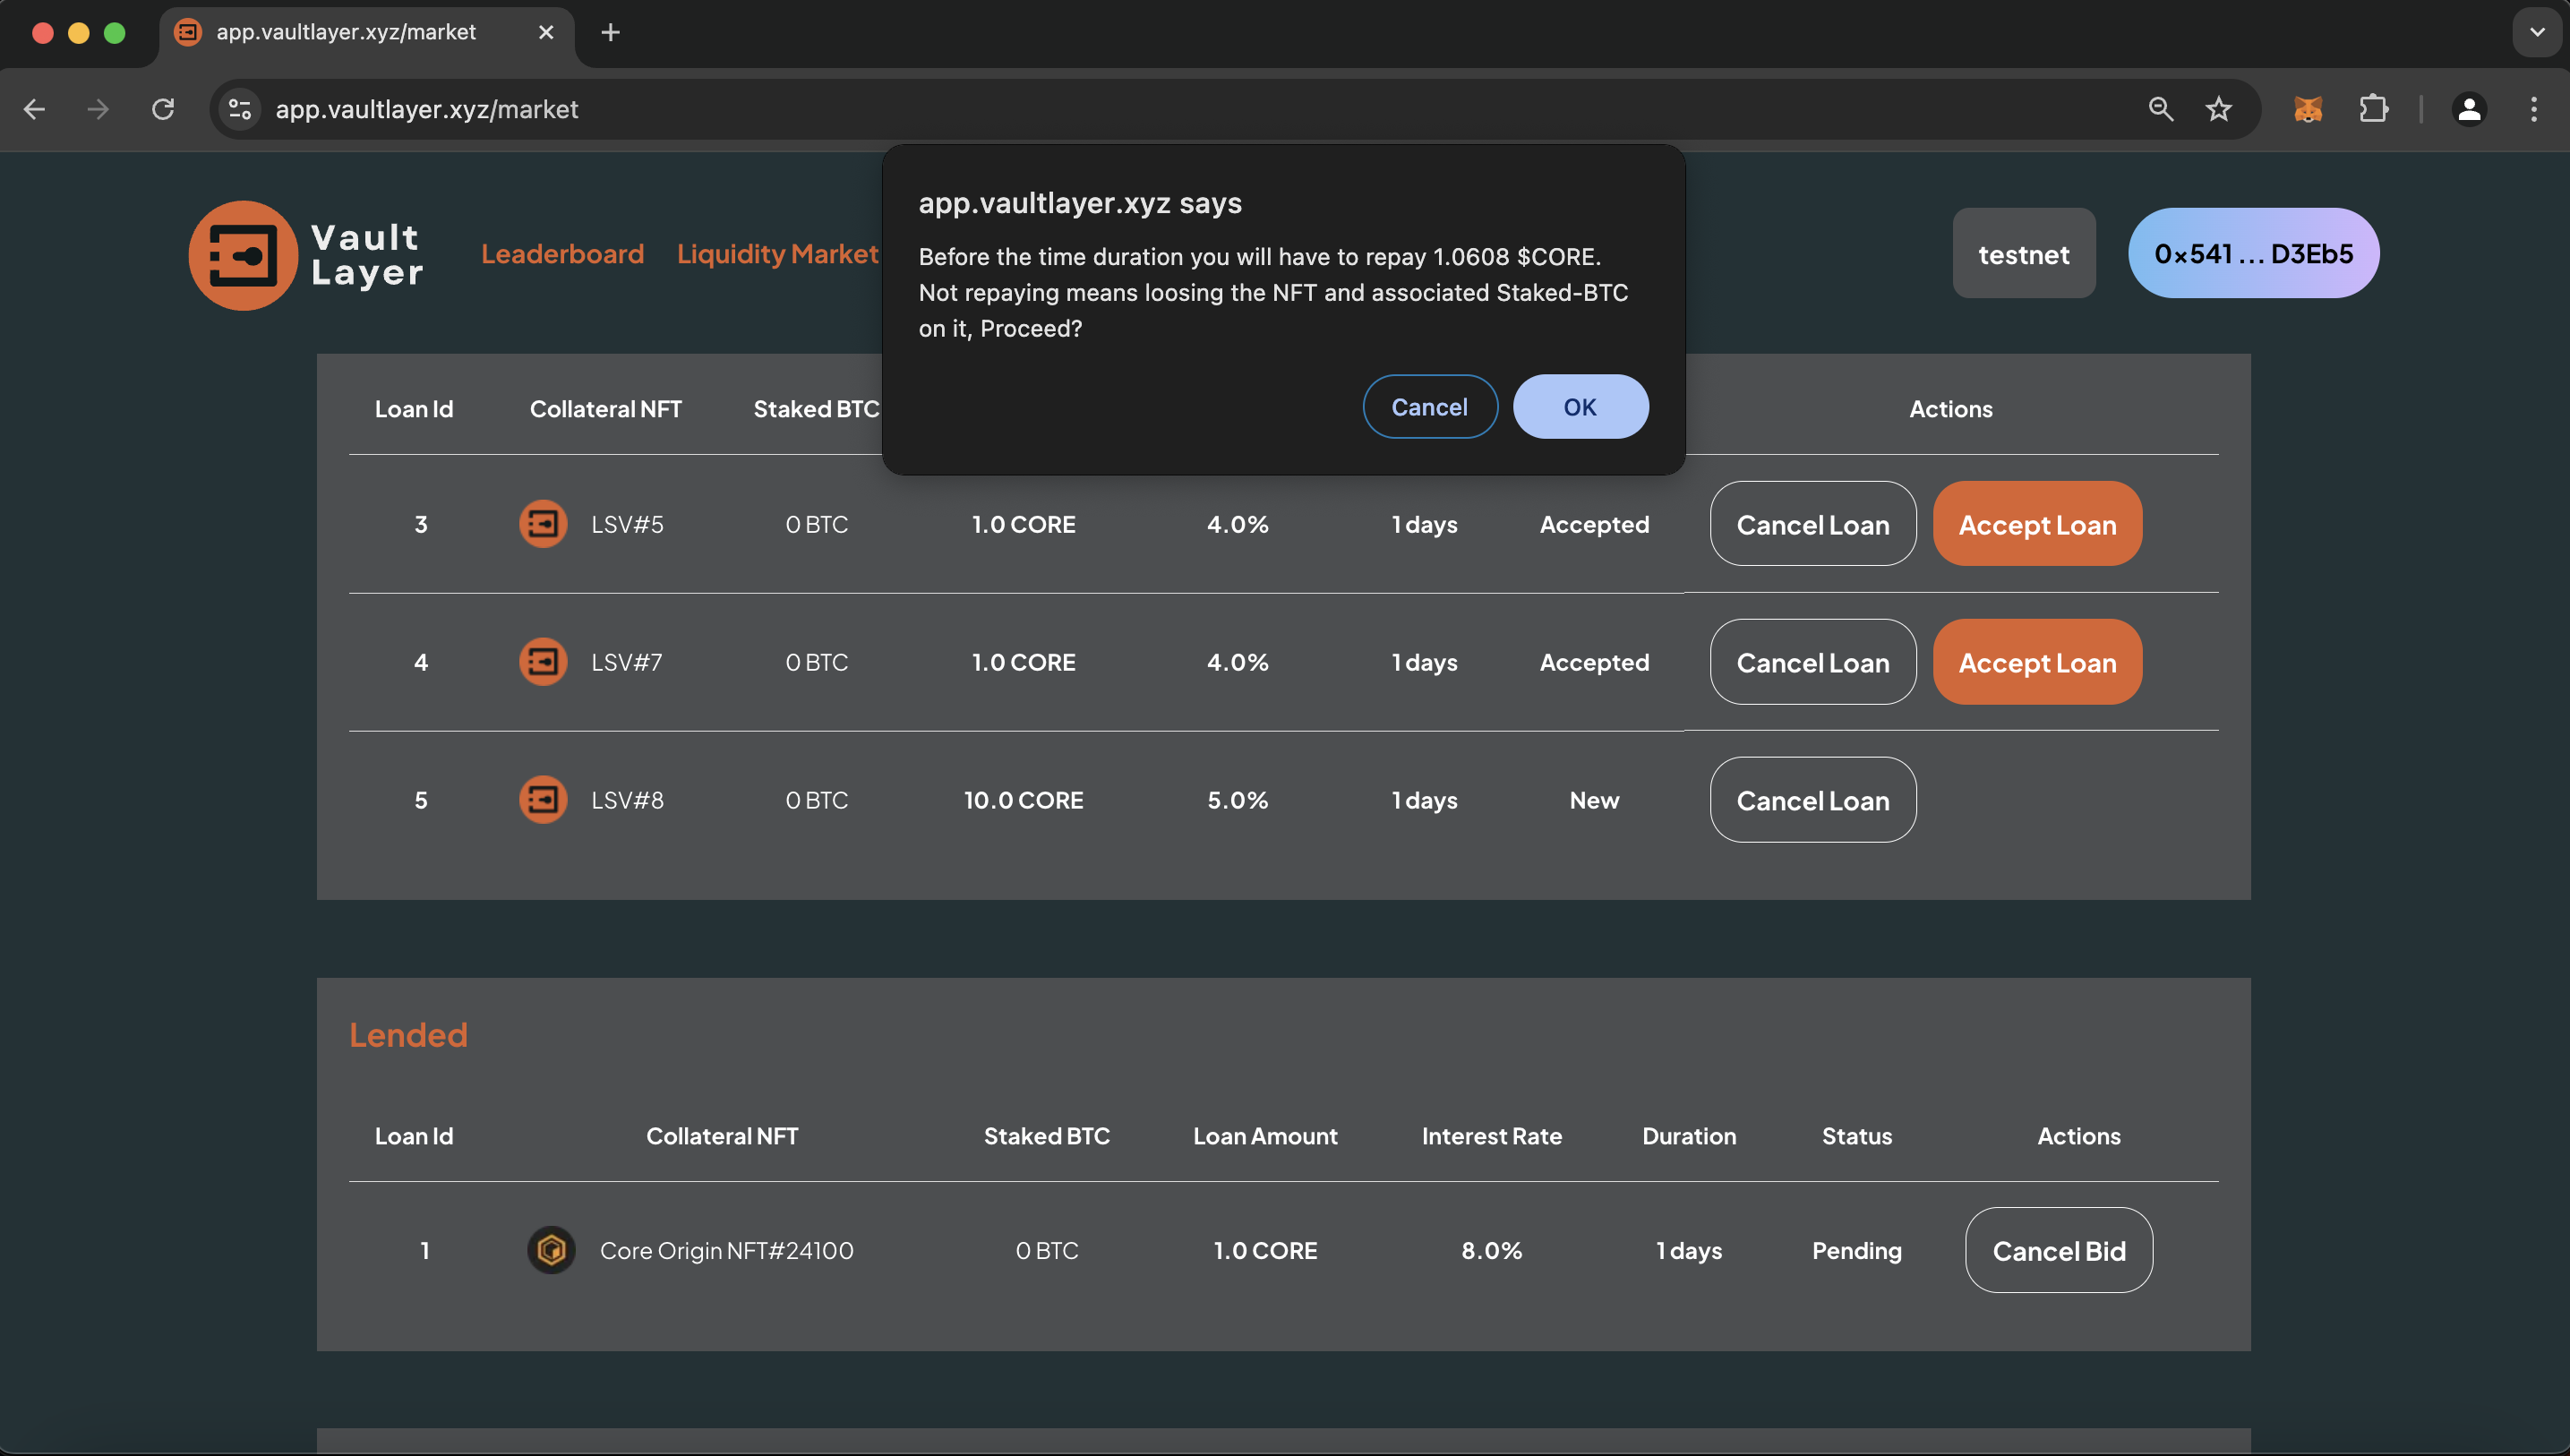 app.vaultlayer.xyz/market
app.vaultlayer.xyz/market
Vault
Layer
Leaderboard
Liquidity Market
testnet
0×541 ... D3Eb5
app.vaultlayer.xyz says
Before the time duration you will have to repay 1.0608 $CORE.
Not repaying means loosing the NFT and associated Staked-BTC
on it, Proceed?
Cancel
OK
Loan Id Collateral NFT Staked BTC Actions
3 LSV#5 0 BTC 1.0 CORE 4.0% 1 days Accepted Cancel Loan Accept Loan
4 LSV#7 0 BTC 1.0 CORE 4.0% 1 days Accepted Cancel Loan Accept Loan
5 LSV#8 0 BTC 10.0 CORE 5.0% 1 days New Cancel Loan
Lended
Loan Id Collateral NFT Staked BTC Loan Amount Interest Rate Duration Status Actions
1 Core Origin NFT#24100 0 BTC 1.0 CORE 8.0% 1 days Pending Cancel Bid